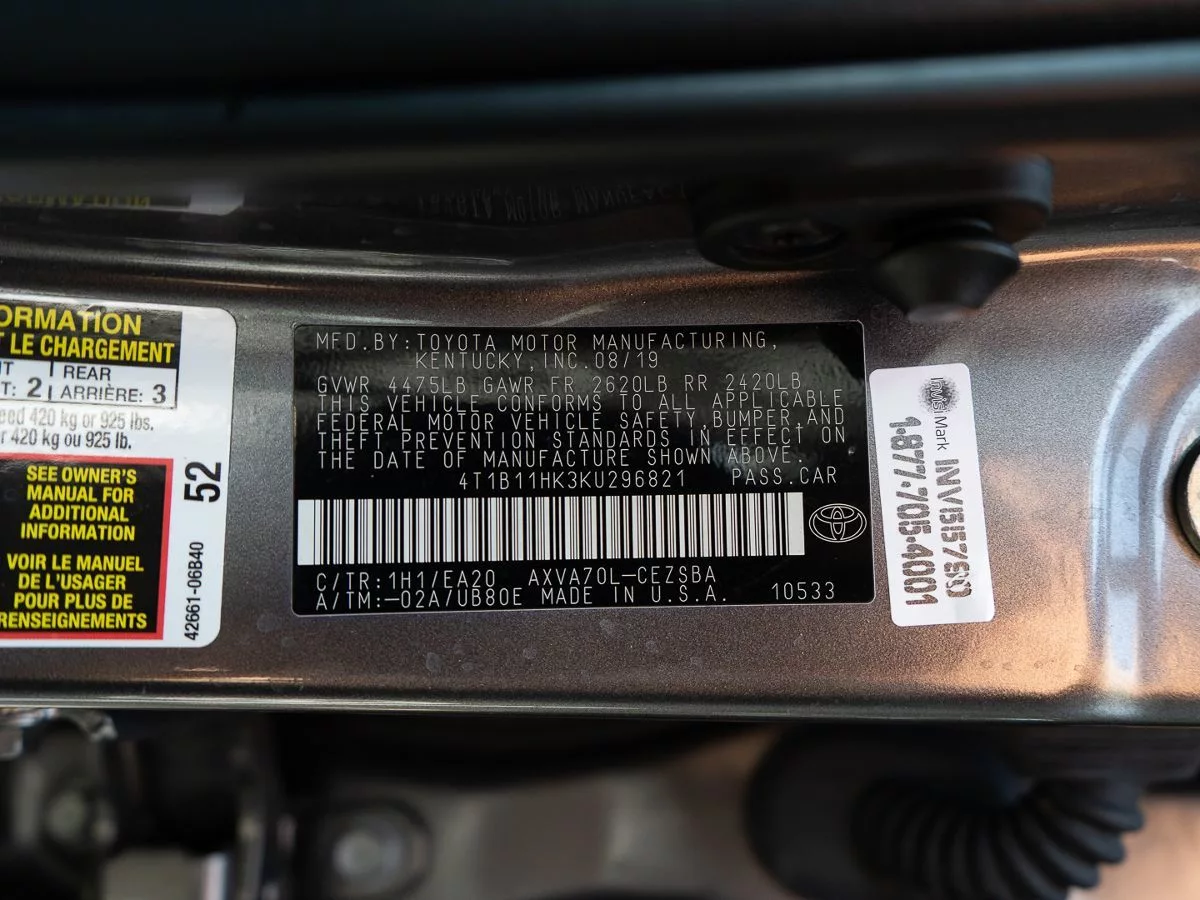 ORMATION
LE CHARGEMENT
T REAR
T: 2 ARRIÈRE: 3
eed 420 kg or 925 lbs.
r 420 kg ou 925 lb.
SEE OWNER'S
MANUAL FOR
ADDITIONAL
INFORMATION
VOIR LE MANUEL
DE L'USAGER
POUR PLUS DE
RENSEIGNEMENTS
52
42661-06B40
MFD.BY:TOYOTA MOTOR MANUFACTURING,
KENTUCKY,INC.08/19
GVWR 4475LB GAWR FR 2620LB RR 2420LB
THIS VEHICLE CONFORMS TO ALL APPLICABLE
FEDERAL MOTOR VEHICLE SAFETY,BUMPER,AND
THEFT PREVENTION STANDARDS IN EFFECT ON
THE DATE OF MANUFACTURE SHOWN ABOVE.
4T1B11HK3KU296821 PASS.CAR
C/TR:1H1/EA20 AXVA70L-CEZSBA
A/TM:-02A/UB80E MADE IN U.S.A. 10533
InvisiMark
1-877-705-4001